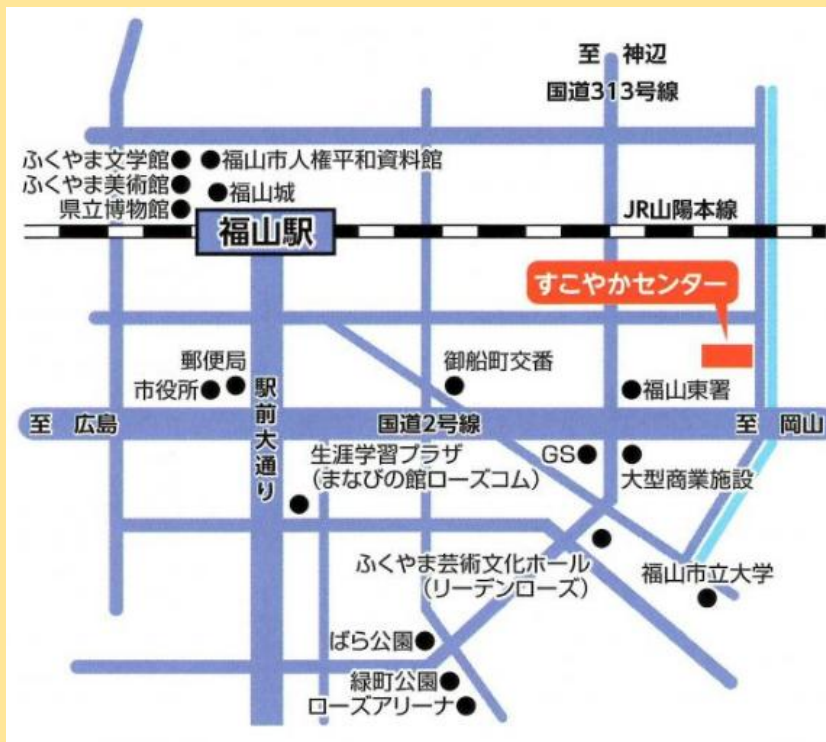 至 神辺
国道313号線
ふくやま文学館
福山市人権平和資料館
ふくやま美術館
福山城
県立博物館
JR山陽本線
福山駅
すこやかセンター
郵便局
御船町交番
市役所
福山東署
駅前大通り
至 広島
国道2号線
至 岡山
生涯学習プラザ
(まなびの館ローズコム)
GS
大型商業施設
ふくやま芸術文化ホール
(リーデンローズ)
福山市立大学
ばら公園
緑町公園
ローズアリーナ